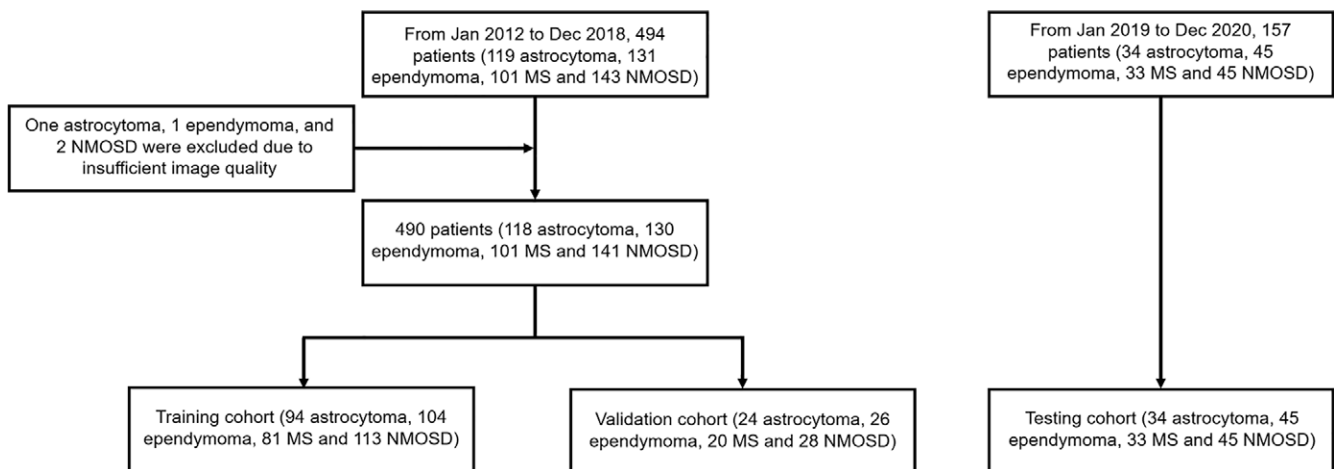 From Jan 2012 to Dec 2018, 494
patients (119 astrocytoma, 131
ependymoma, 101 MS and 143 NMOSD)
From Jan 2019 to Dec 2020, 157
patients (34 astrocytoma, 45
ependymoma, 33 MS and 45 NMOSD)
One astrocytoma, 1 ependymoma, and
2 NMOSD were excluded due to
insufficient image quality
490 patients (118 astrocytoma, 130
ependymoma, 101 MS and 141 NMOSD)
Training cohort (94 astrocytoma, 104
ependymoma, 81 MS and 113 NMOSD)
Validation cohort (24 astrocytoma, 26
ependymoma, 20 MS and 28 NMOSD)
Testing cohort (34 astrocytoma, 45
ependymoma, 33 MS and 45 NMOSD)